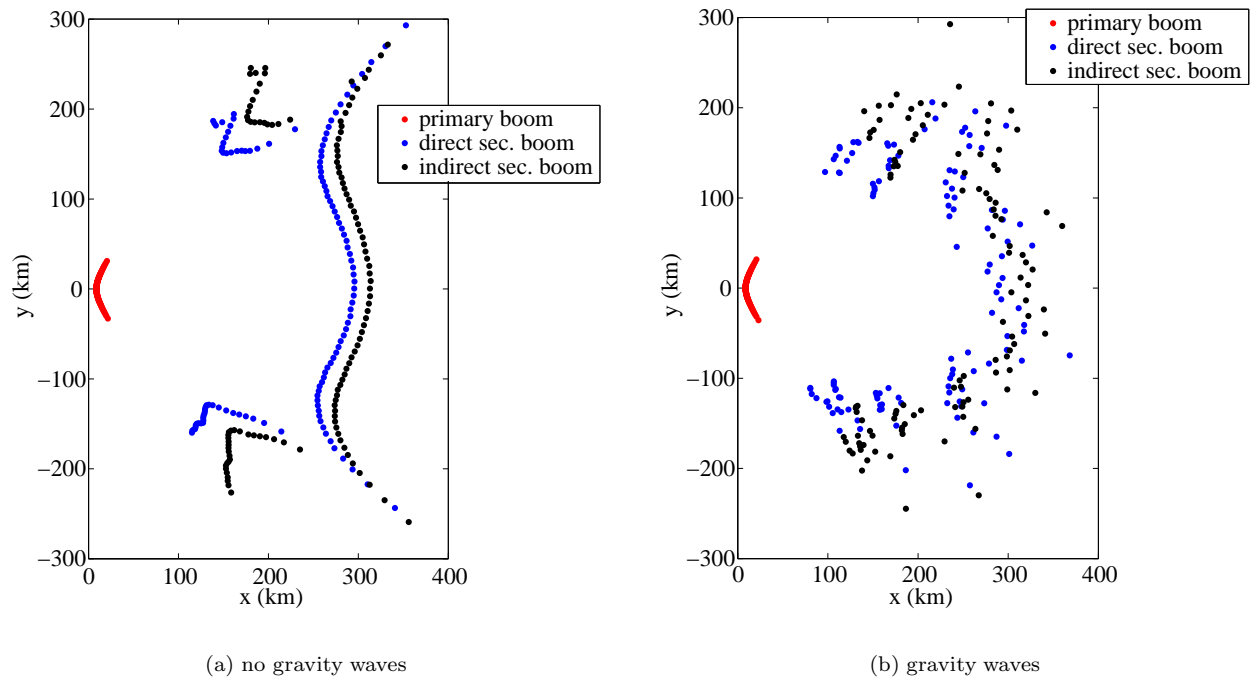 300
200
100
0
−100
−200
−300
y (km)
0
100
200
300
400
x (km)
primary boom
direct sec. boom
indirect sec. boom
(a) no gravity waves
300
200
100
0
−100
−200
−300
y (km)
0
100
200
300
400
x (km)
primary boom
direct sec. boom
indirect sec. boom
(b) gravity waves